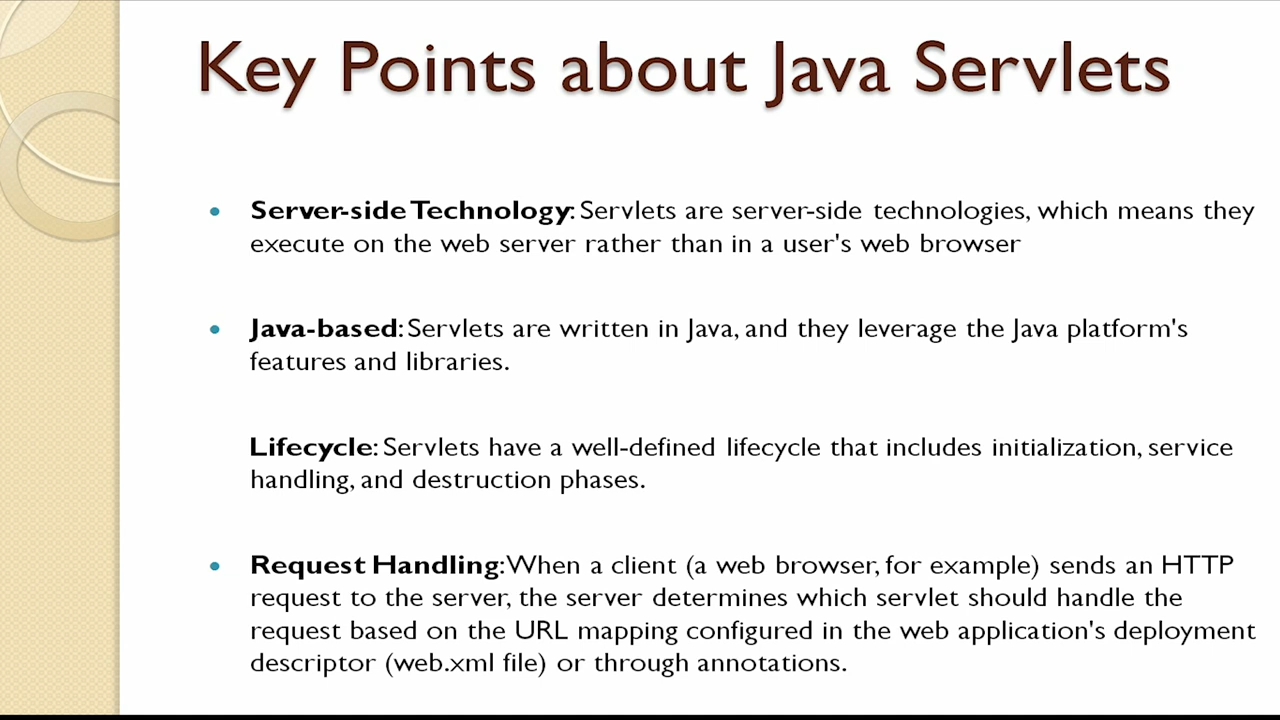 Key Points about Java Servlets
• Server-side Technology: Servlets are server-side technologies, which means they
execute on the web server rather than in a user's web browser
• Java-based: Servlets are written in Java, and they leverage the Java platform's
features and libraries.
Lifecycle: Servlets have a well-defined lifecycle that includes initialization, service
handling, and destruction phases.
• Request Handling: When a client (a web browser, for example) sends an HTTP
request to the server, the server determines which servlet should handle the
request based on the URL mapping configured in the web application's deployment
descriptor (web.xml file) or through annotations.